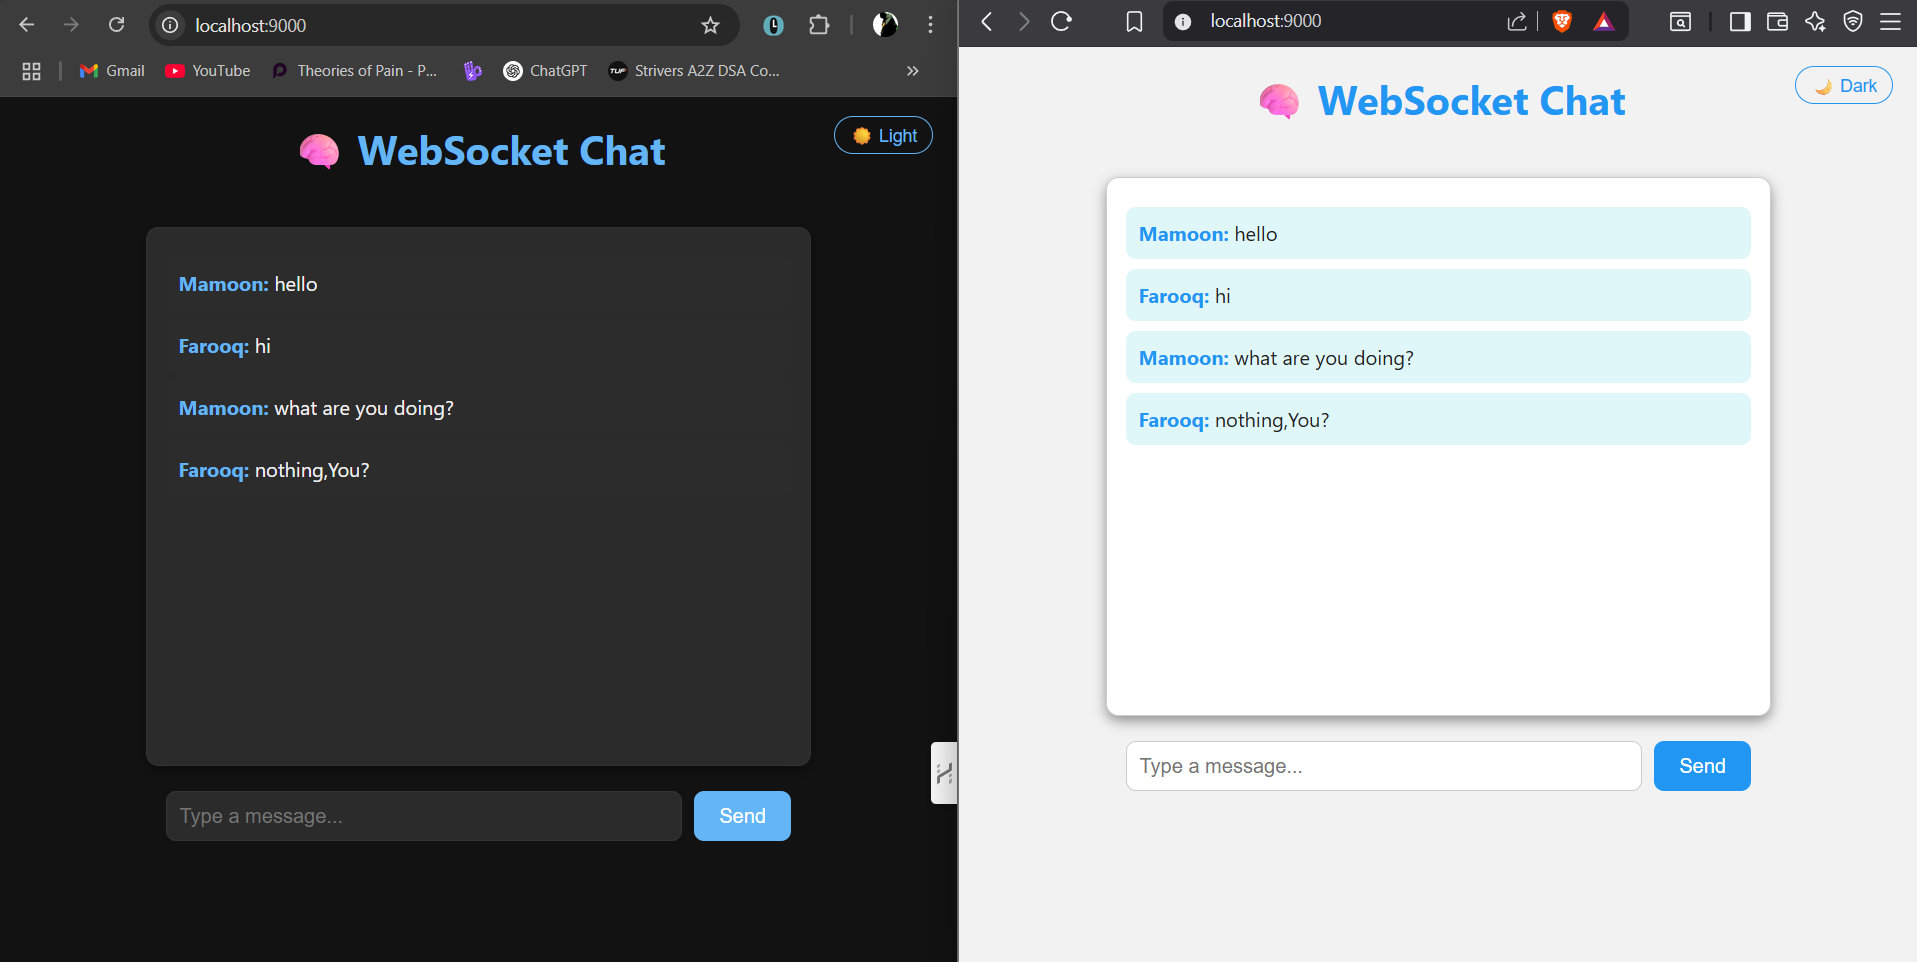 localhost:9000
Gmail
YouTube
Theories of Pain - P...
ChatGPT
TUF
Strivers A2Z DSA Co...
WebSocket Chat
Light
Mamoon: hello
Farooq: hi
Mamoon: what are you doing?
Farooq: nothing,You?
Type a message...
Send
localhost:9000
WebSocket Chat
Dark
Mamoon: hello
Farooq: hi
Mamoon: what are you doing?
Farooq: nothing,You?
Type a message...
Send